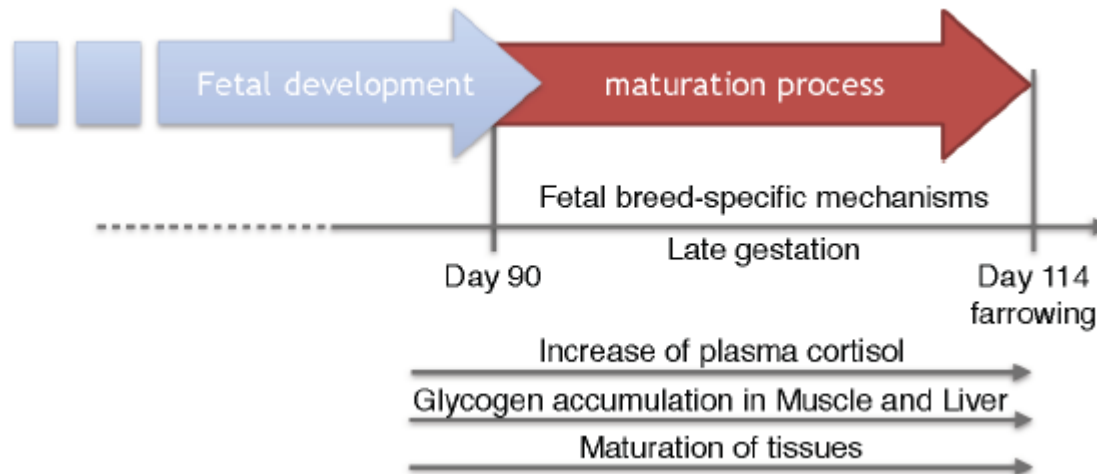 Fetal development
maturation process
Fetal breed-specific mechanisms
Late gestation
Day 90
Day 114
farrowing
Increase of plasma cortisol
Glycogen accumulation in Muscle and Liver
Maturation of tissues